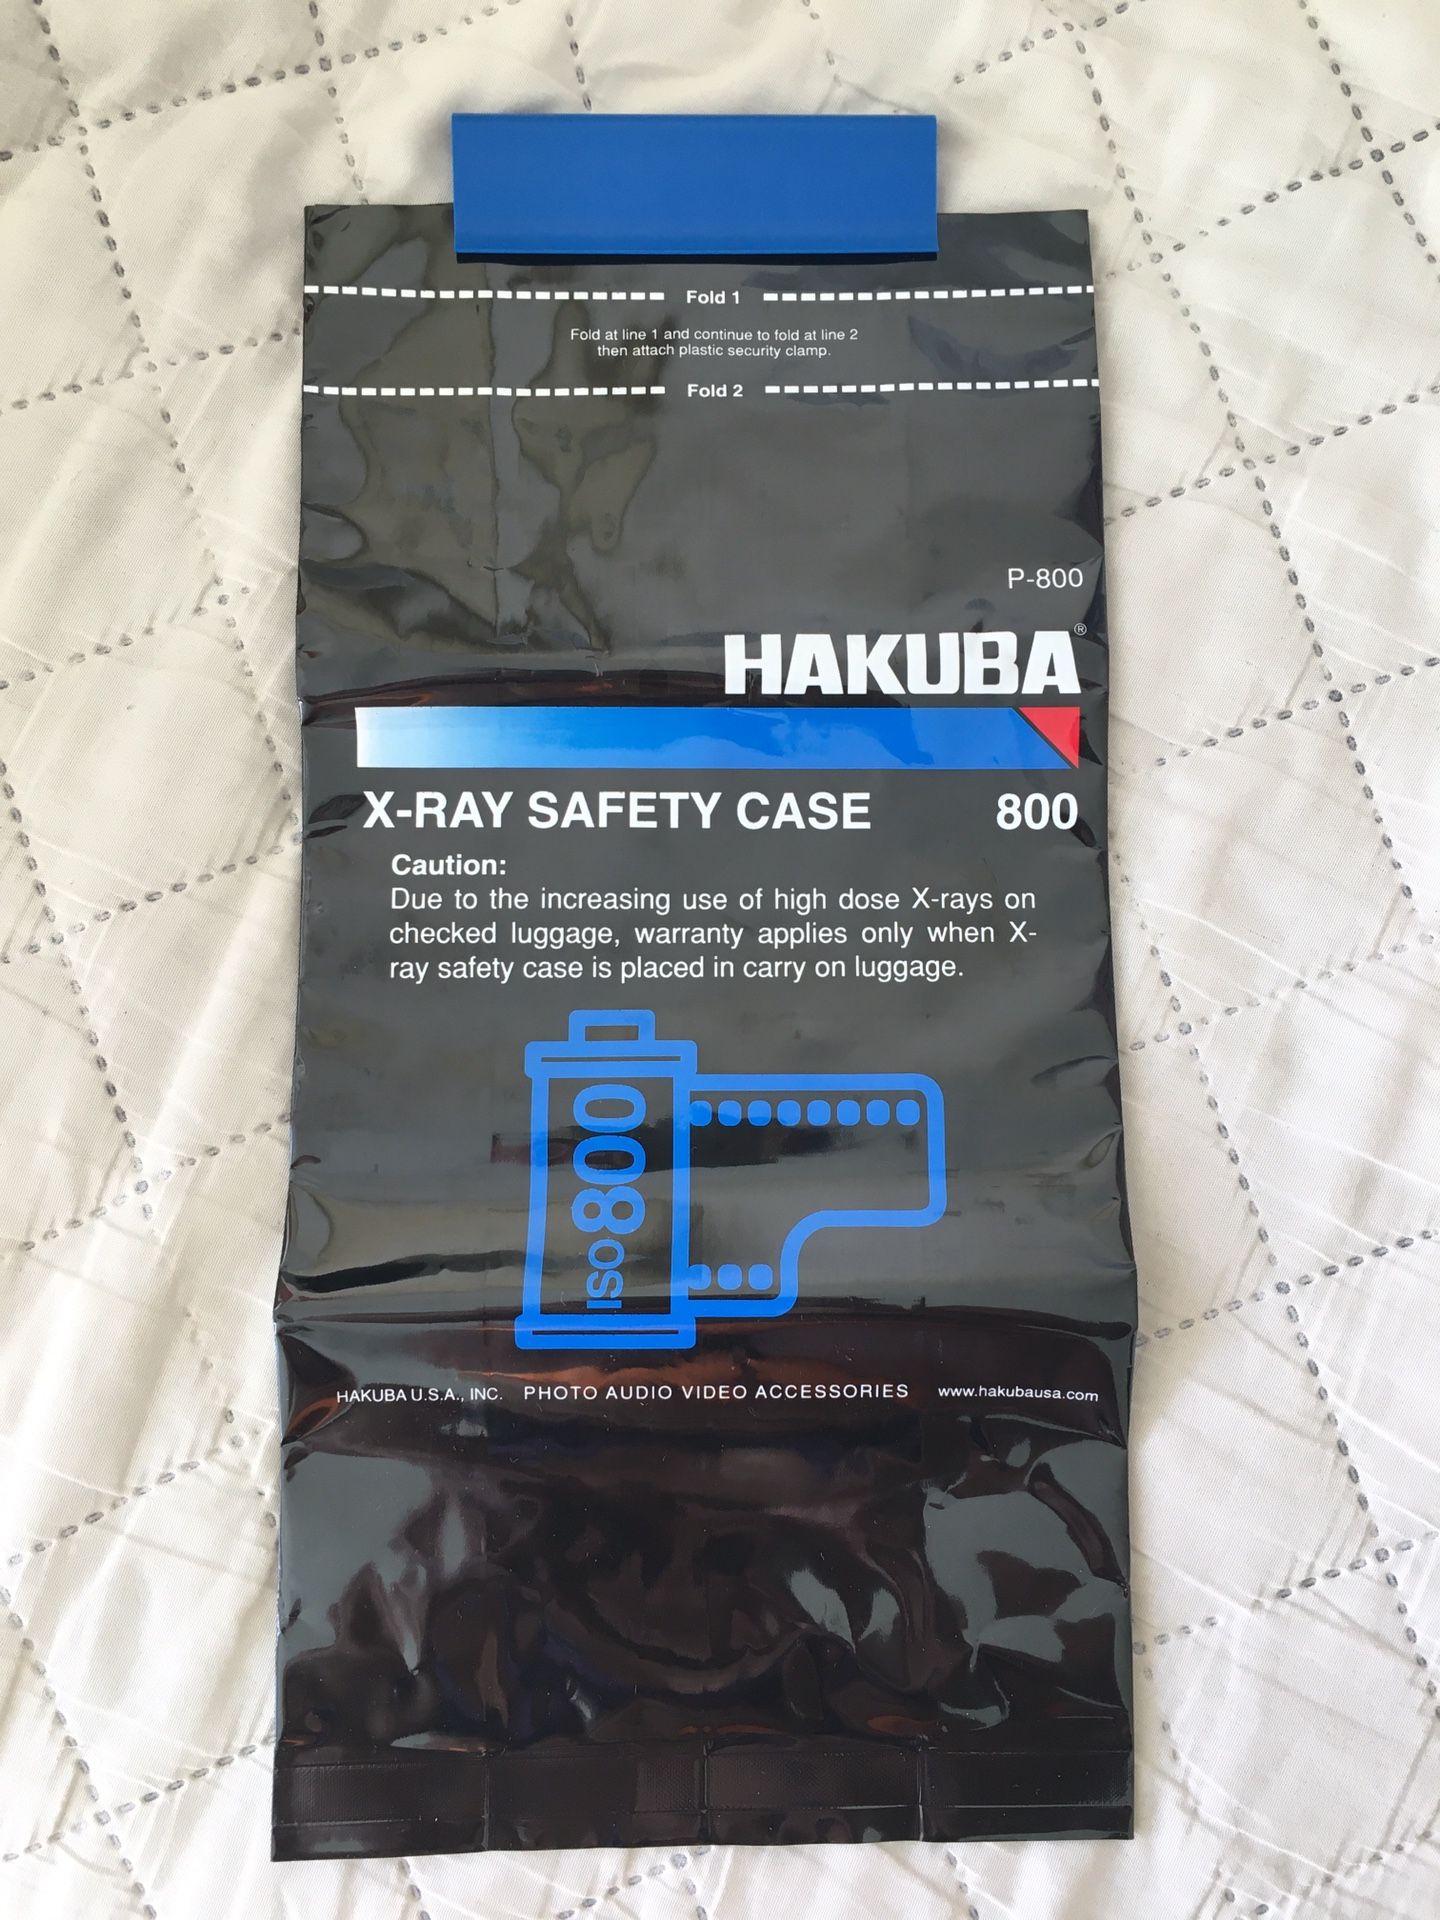 Fold 1
Fold at line 1 and continue to fold at line 2
then attach plastic security clamp.
Fold 2
P-800
HAKUBA®
X-RAY SAFETY CASE 800
Caution:
Due to the increasing use of high dose X-rays on
checked luggage, warranty applies only when X-
ray safety case is placed in carry on luggage.
ISO800
HAKUBA U.S.A., INC. PHOTO AUDIO VIDEO ACCESSORIES www.hakubausa.com